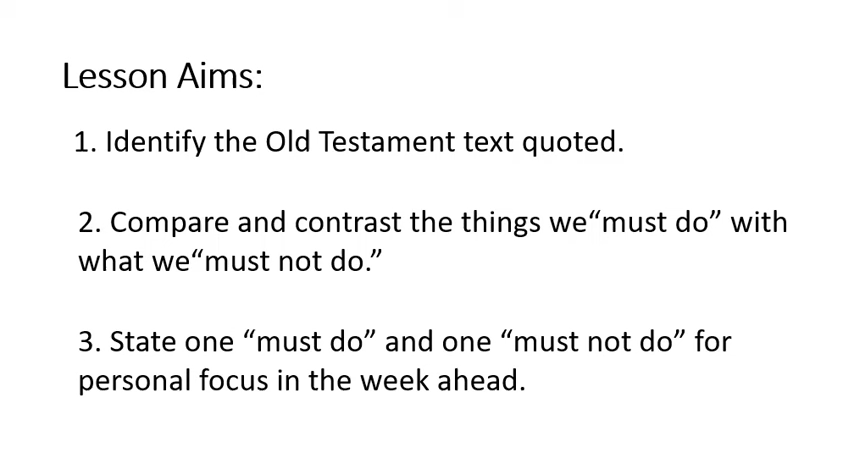 Lesson Aims:
1. Identify the Old Testament text quoted.
2. Compare and contrast the things we“must do” with
what we“must not do.”
3. State one “must do” and one “must not do” for
personal focus in the week ahead.